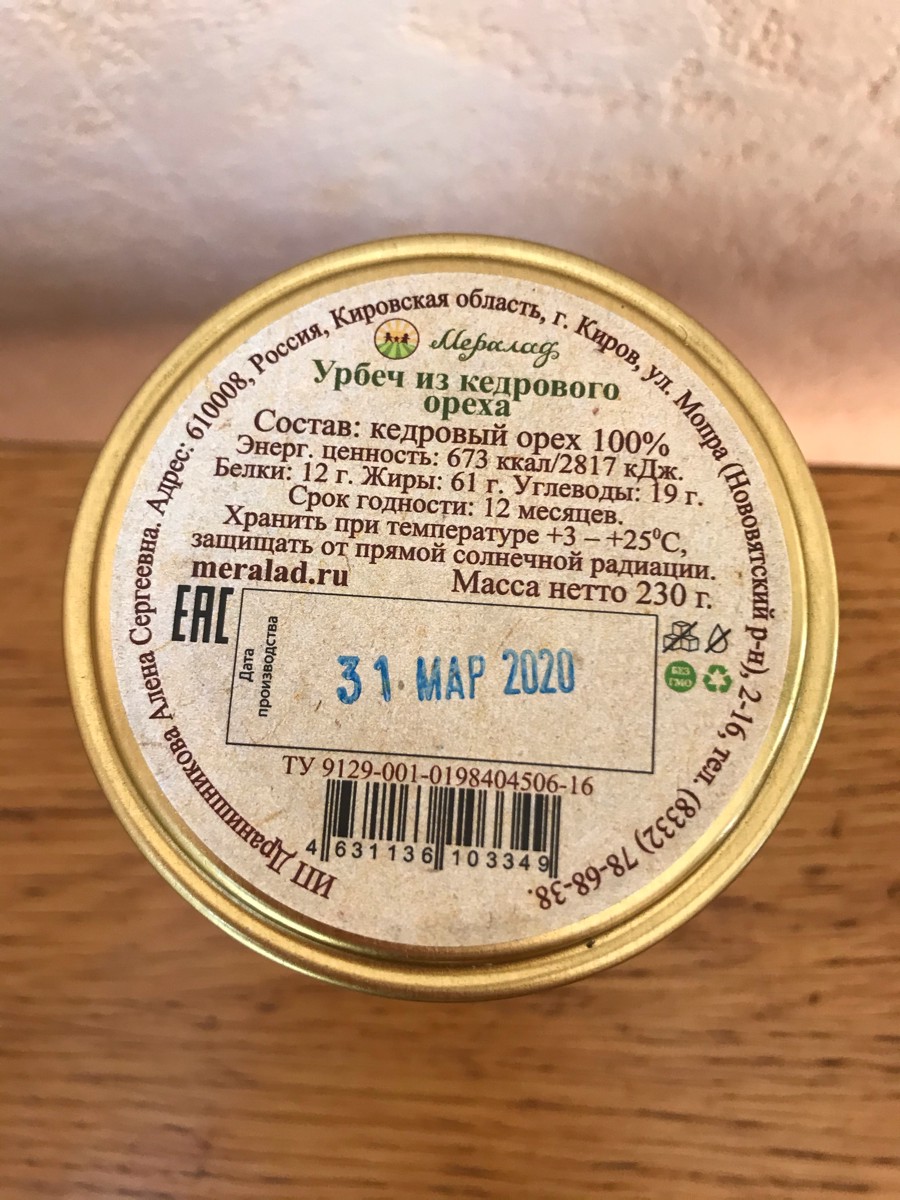 ИП Дранишникова Алена Сергеевна. Адрес: 610008, Россия, Кировская область, г. Киров, ул. Мопра (Нововятский р-н), 2-16, тел. (8332) 78-68-38.
Мералад
Урбеч из кедрового
ореха
Состав: кедровый орех 100%
Энерг. ценность: 673 ккал/2817 кДж.
Белки: 12 г. Жиры: 61 г. Углеводы: 19 г.
Срок годности: 12 месяцев.
Хранить при температуре +3 – +25⁰С,
защищать от прямой солнечной радиации.
meralad.ru Масса нетто 230 г.
ЕАС
Дата
производства
31 МАР 2020
БЕЗ
ГМО
ТУ 9129-001-0198404506-16
4 631136 103349